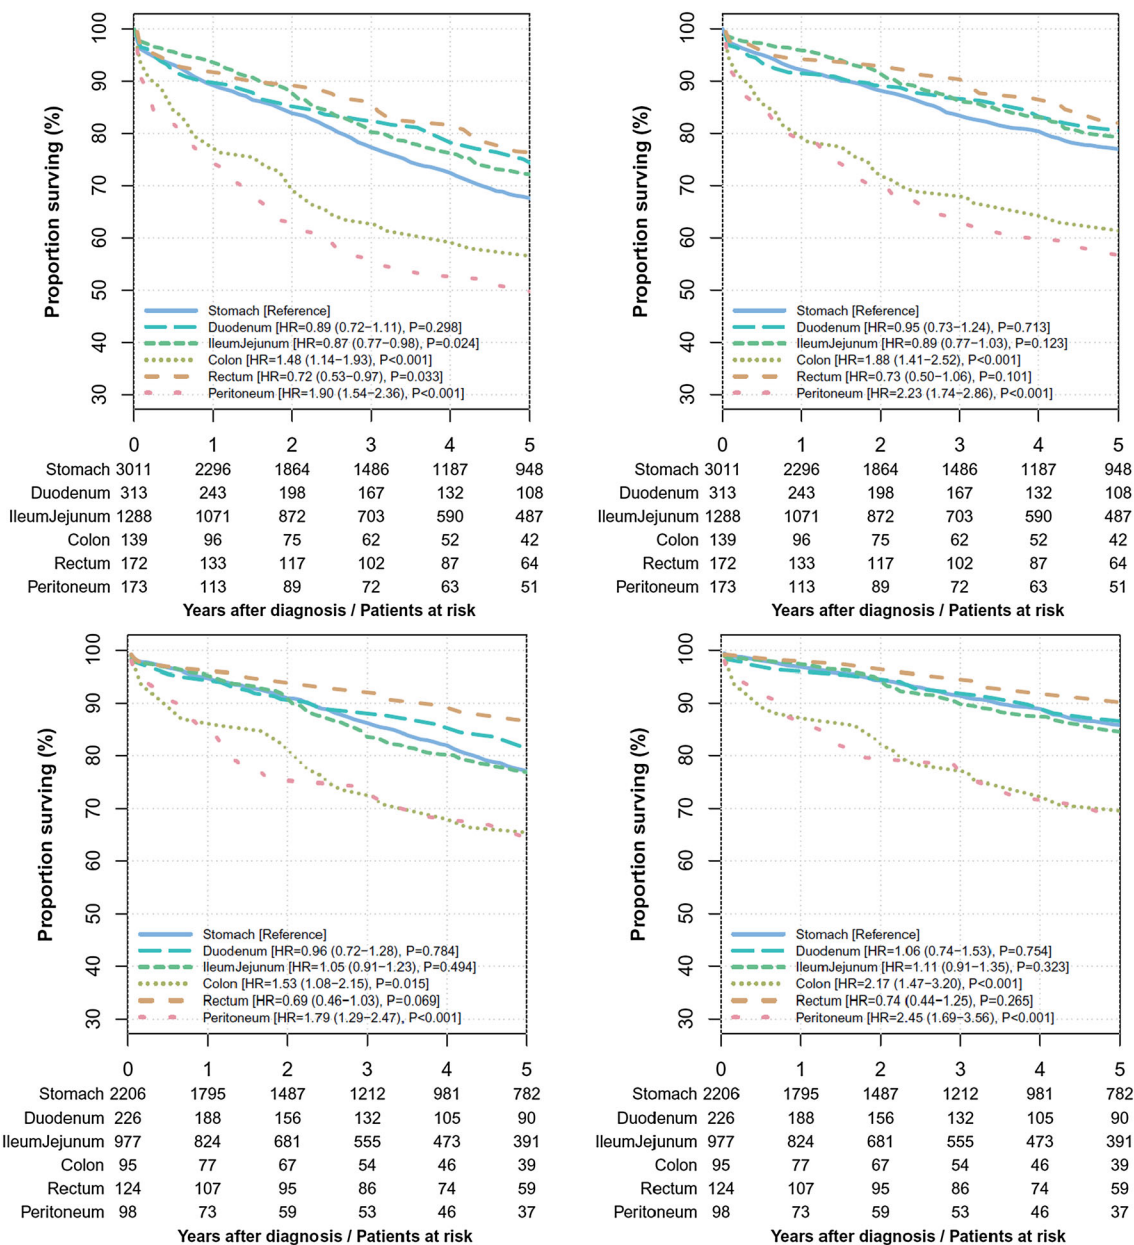 Proportion surviving (%)
100
90
80
70
60
50
40
30
Stomach [Reference]
Duodenum [HR=0.89 (0.72−1.11), P=0.298]
IleumJejunum [HR=0.87 (0.77−0.98), P=0.024]
Colon [HR=1.48 (1.14−1.93), P<0.001]
Rectum [HR=0.72 (0.53−0.97), P=0.033]
Peritoneum [HR=1.90 (1.54−2.36), P<0.001]
0 1 2 3 4 5
Stomach 3011 2296 1864 1486 1187 948
Duodenum 313 243 198 167 132 108
IleumJejunum 1288 1071 872 703 590 487
Colon 139 96 75 62 52 42
Rectum 172 133 117 102 87 64
Peritoneum 173 113 89 72 63 51
Years after diagnosis / Patients at risk
Proportion surviving (%)
100
90
80
70
60
50
40
30
Stomach [Reference]
Duodenum [HR=0.95 (0.73−1.24), P=0.713]
IleumJejunum [HR=0.89 (0.77−1.03), P=0.123]
Colon [HR=1.88 (1.41−2.52), P<0.001]
Rectum [HR=0.73 (0.50−1.06), P=0.101]
Peritoneum [HR=2.23 (1.74−2.86), P<0.001]
0 1 2 3 4 5
Stomach 3011 2296 1864 1486 1187 948
Duodenum 313 243 198 167 132 108
IleumJejunum 1288 1071 872 703 590 487
Colon 139 96 75 62 52 42
Rectum 172 133 117 102 87 64
Peritoneum 173 113 89 72 63 51
Years after diagnosis / Patients at risk
Proportion surviving (%)
100
90
80
70
60
50
40
30
Stomach [Reference]
Duodenum [HR=0.96 (0.72−1.28), P=0.784]
IleumJejunum [HR=1.05 (0.91−1.23), P=0.494]
Colon [HR=1.53 (1.08−2.15), P=0.015]
Rectum [HR=0.69 (0.46−1.03), P=0.069]
Peritoneum [HR=1.79 (1.29−2.47), P<0.001]
0 1 2 3 4 5
Stomach 2206 1795 1487 1212 981 782
Duodenum 226 188 156 132 105 90
IleumJejunum 977 824 681 555 473 391
Colon 95 77 67 54 46 39
Rectum 124 107 95 86 74 59
Peritoneum 98 73 59 53 46 37
Years after diagnosis / Patients at risk
Proportion surviving (%)
100
90
80
70
60
50
40
30
Stomach [Reference]
Duodenum [HR=1.06 (0.74−1.53), P=0.754]
IleumJejunum [HR=1.11 (0.91−1.35), P=0.323]
Colon [HR=2.17 (1.47−3.20), P<0.001]
Rectum [HR=0.74 (0.44−1.25), P=0.265]
Peritoneum [HR=2.45 (1.69−3.56), P<0.001]
0 1 2 3 4 5
Stomach 2206 1795 1487 1212 981 782
Duodenum 226 188 156 132 105 90
IleumJejunum 977 824 681 555 473 391
Colon 95 77 67 54 46 39
Rectum 124 107 95 86 74 59
Peritoneum 98 73 59 53 46 37
Years after diagnosis / Patients at risk